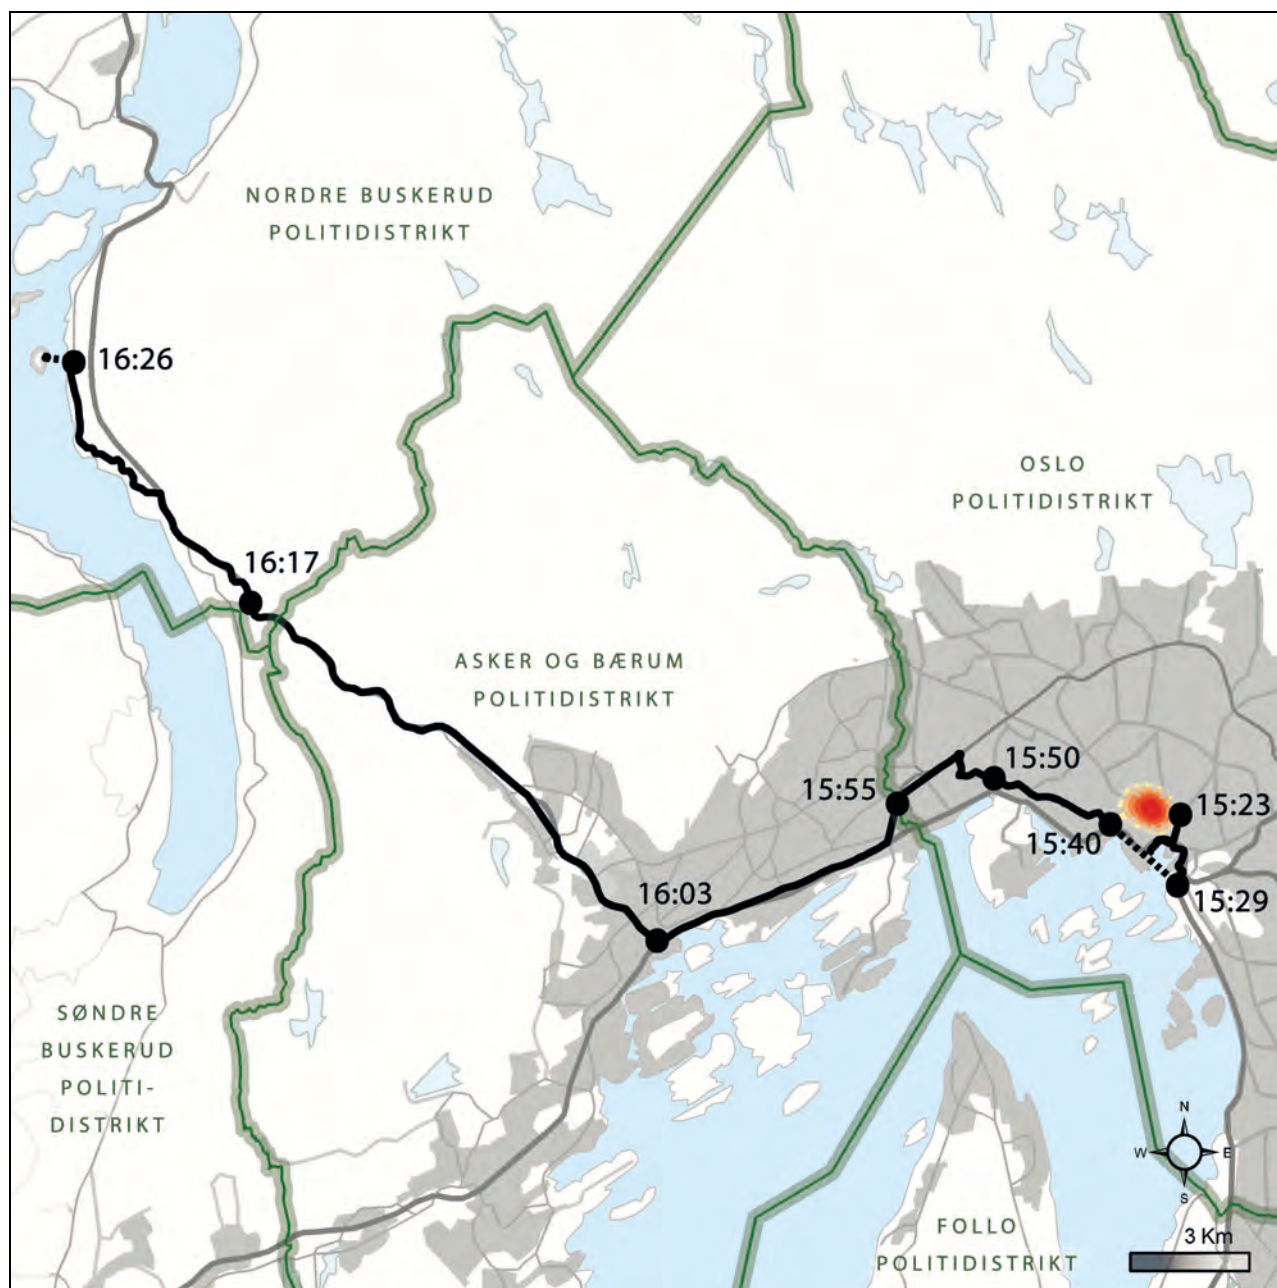 NORDRE BUSKERUD
POLITIDISTRIKT
16:26
OSLO
POLITIDISTRIKT
16:17
ASKER OG BÆRUM
POLITIDISTRIKT
15:50
15:55
15:23
15:40
16:03
15:29
SØNDRE
BUSKERUD
POLITI-
DISTRIKT
N
W
E
S
FOLLO
POLITIDISTRIKT
3 Km